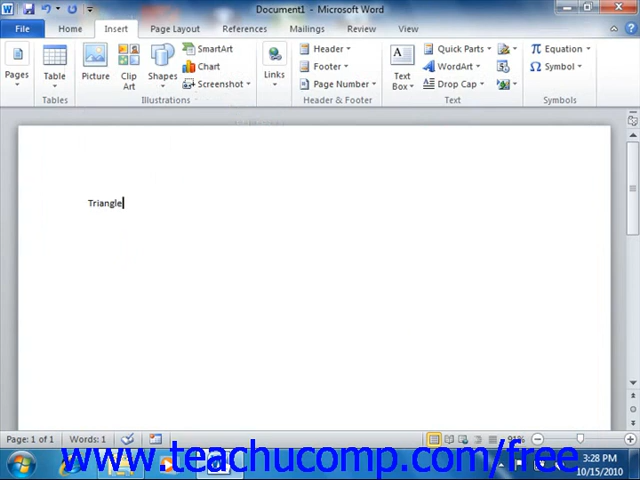 Document1 - Microsoft Word
File Home Insert Page Layout References Mailings Review View
SmartArt Header Quick Parts Equation
Chart Footer WordArt Symbol
Pages Table Picture Clip Art Shapes Screenshot Links Page Number Text Box Drop Cap
Tables Illustrations Header & Footer Text Symbols
Triangle
Page: 1 of 1 Words: 1 91%
www.teachucomp.com/free
3:28 PM
10/15/2010